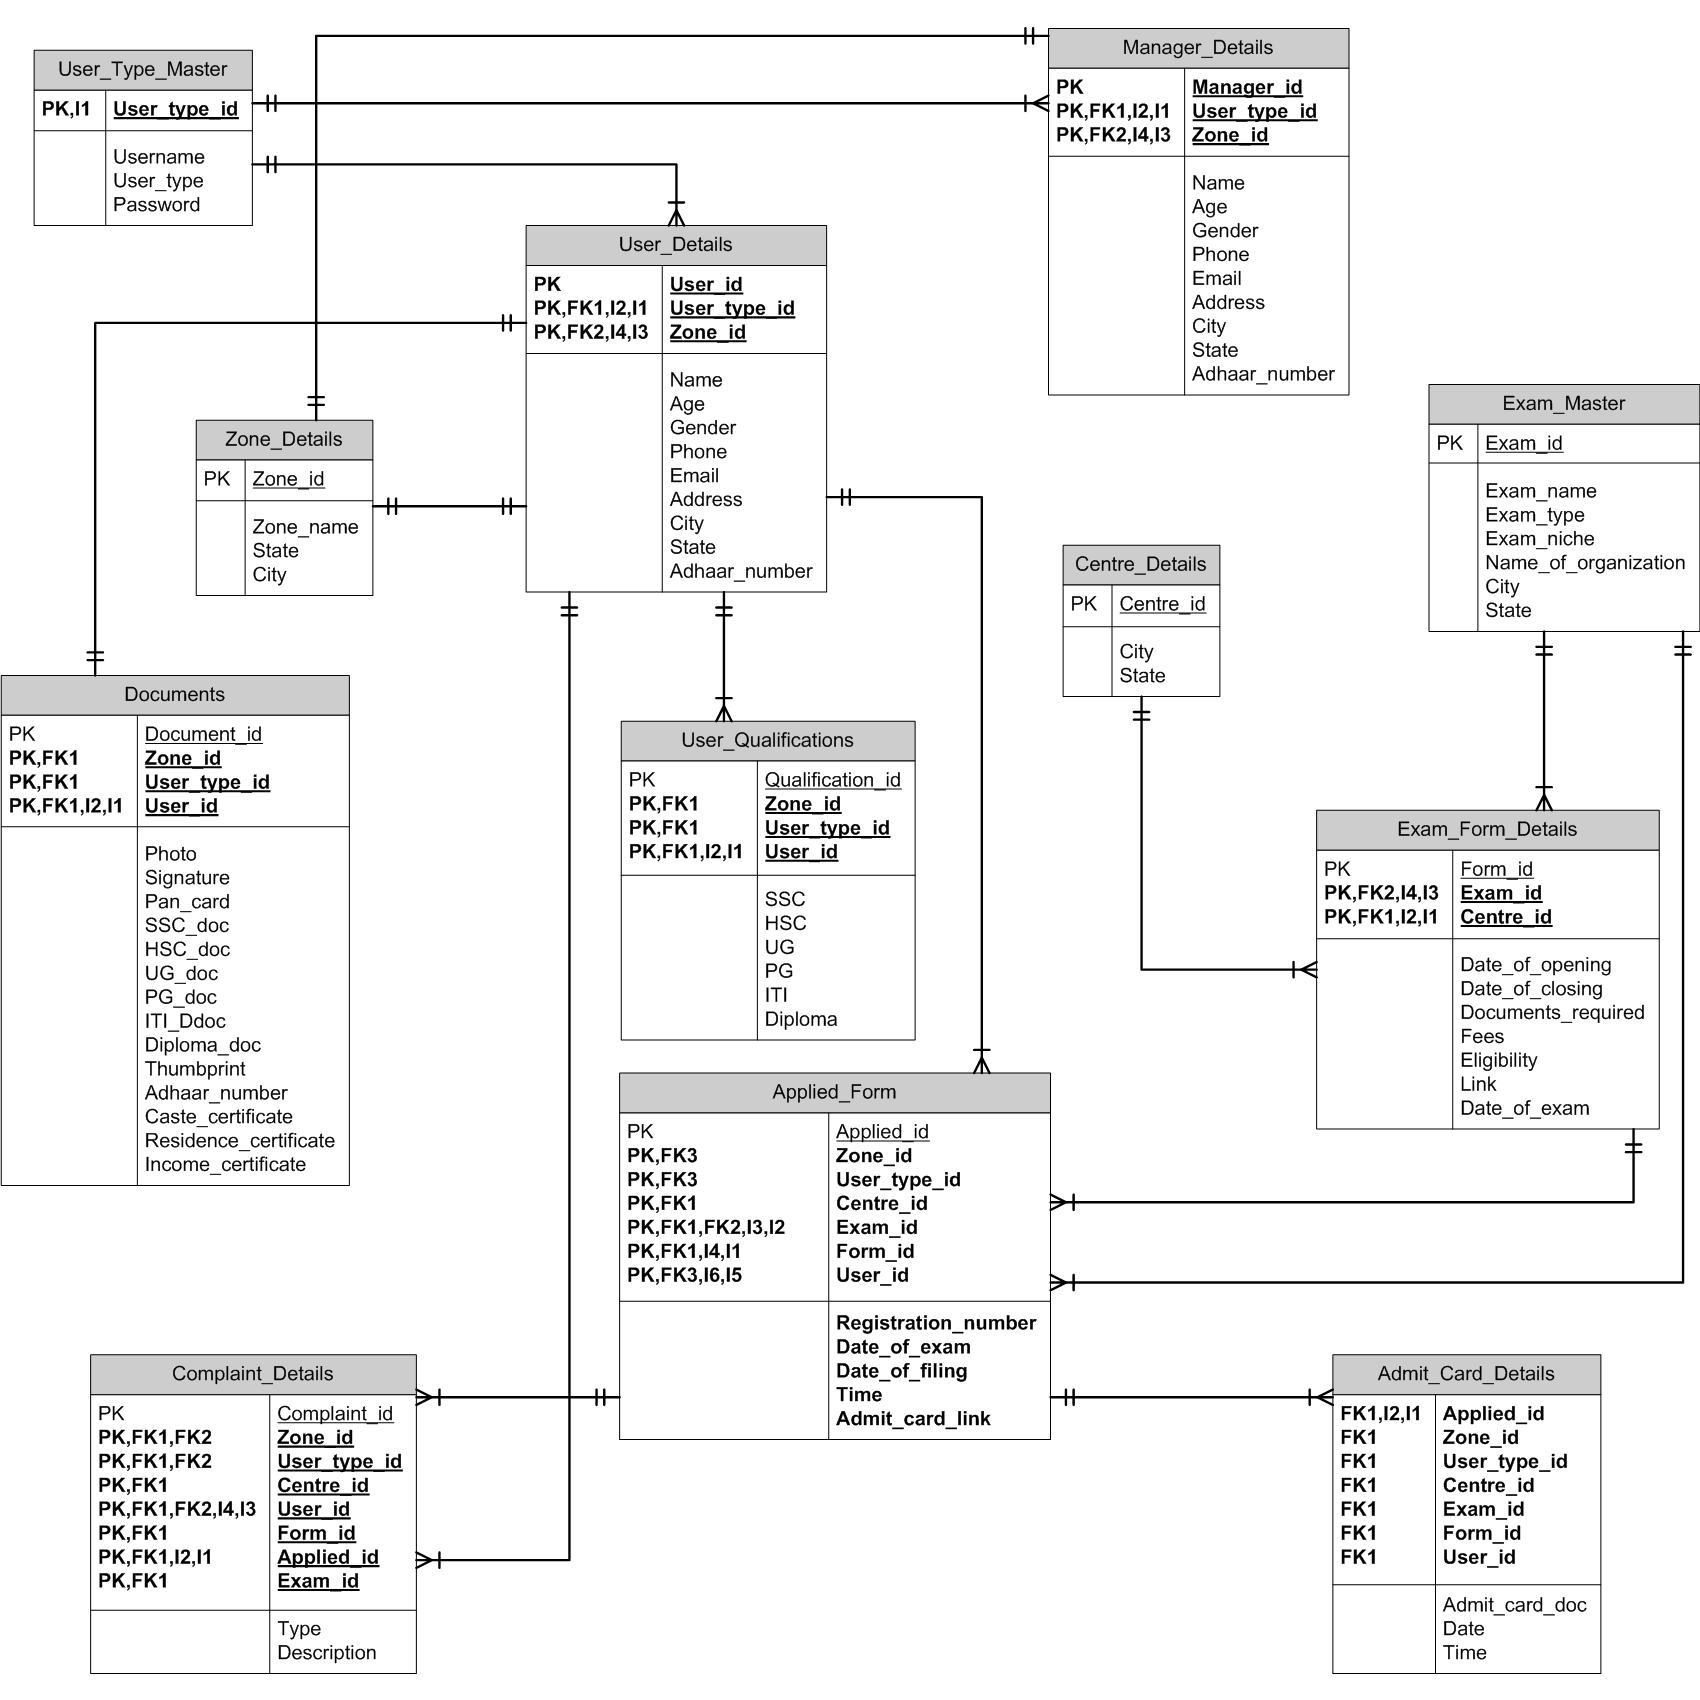 User_Type_Master
PK,I1 User_type_id
Username
User_type
Password
Manager_Details
PK Manager_id
PK,FK1,I2,I1 User_type_id
PK,FK2,I4,I3 Zone_id
Name
Age
Gender
Phone
Email
Address
City
State
Adhaar_number
User_Details
PK User_id
PK,FK1,I2,I1 User_type_id
PK,FK2,I4,I3 Zone_id
Name
Age
Gender
Phone
Email
Address
City
State
Adhaar_number
Zone_Details
PK Zone_id
Zone_name
State
City
Exam_Master
PK Exam_id
Exam_name
Exam_type
Exam_niche
Name_of_organization
City
State
Centre_Details
PK Centre_id
City
State
Documents
PK Document_id
PK,FK1 Zone_id
PK,FK1 User_type_id
PK,FK1,I2,I1 User_id
Photo
Signature
Pan_card
SSC_doc
HSC_doc
UG_doc
PG_doc
ITI_Ddoc
Diploma_doc
Thumbprint
Adhaar_number
Caste_certificate
Residence_certificate
Income_certificate
User_Qualifications
PK Qualification_id
PK,FK1 Zone_id
PK,FK1 User_type_id
PK,FK1,I2,I1 User_id
SSC
HSC
UG
PG
ITI
Diploma
Exam_Form_Details
PK Form_id
PK,FK2,I4,I3 Exam_id
PK,FK1,I2,I1 Centre_id
Date_of_opening
Date_of_closing
Documents_required
Fees
Eligibility
Link
Date_of_exam
Applied_Form
PK Applied_id
PK,FK3 Zone_id
PK,FK3 User_type_id
PK,FK1 Centre_id
PK,FK1,FK2,I3,I2 Exam_id
PK,FK1,I4,I1 Form_id
PK,FK3,I6,I5 User_id
Registration_number
Date_of_exam
Date_of_filing
Time
Admit_card_link
Complaint_Details
PK Complaint_id
PK,FK1,FK2 Zone_id
PK,FK1,FK2 User_type_id
PK,FK1 Centre_id
PK,FK1,FK2,I4,I3 User_id
PK,FK1 Form_id
PK,FK1,I2,I1 Applied_id
PK,FK1 Exam_id
Type
Description
Admit_Card_Details
FK1,I2,I1 Applied_id
FK1 Zone_id
FK1 User_type_id
FK1 Centre_id
FK1 Exam_id
FK1 Form_id
FK1 User_id
Admit_card_doc
Date
Time